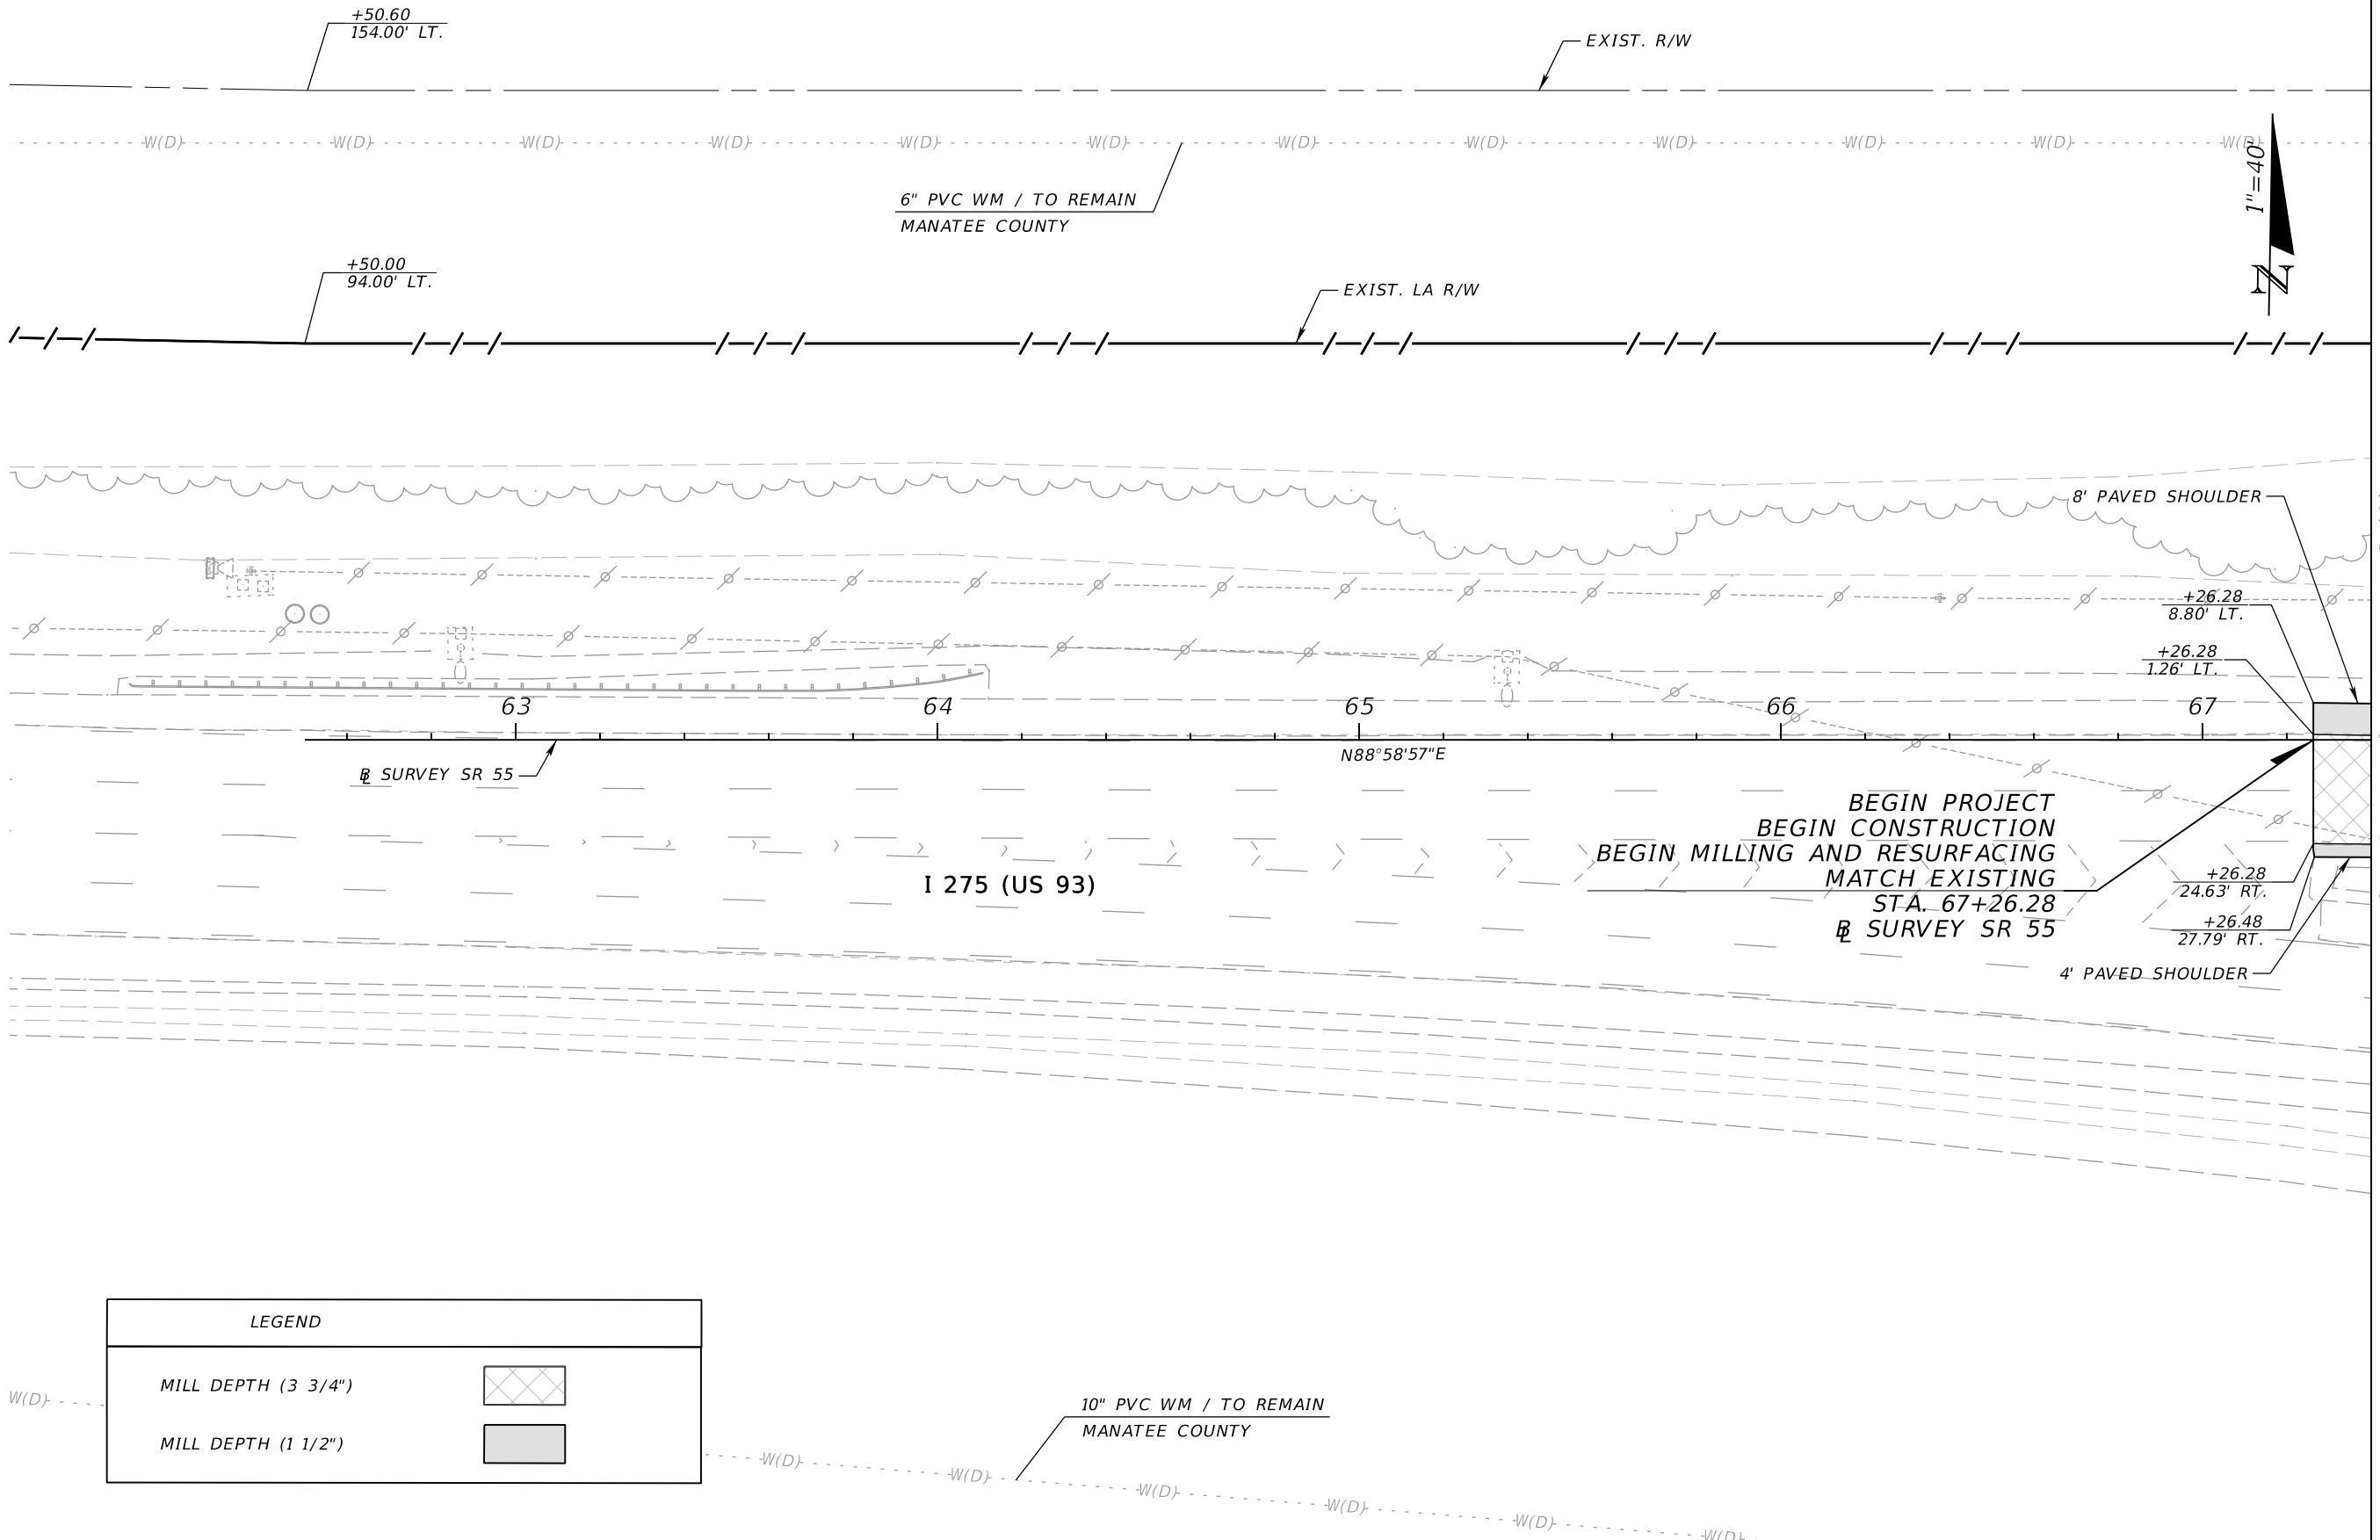 +50.60
154.00' LT.
EXIST. R/W
W(D) W(D) W(D) W(D) W(D) W(D) W(D) W(D) W(D) W(D) W(D) W(D)
1"=40'
6" PVC WM / TO REMAIN
MANATEE COUNTY
N
+50.00
94.00' LT.
EXIST. LA R/W
8' PAVED SHOULDER
+26.28
8.80' LT.
+26.28
1.26' LT.
63 64 65 66 67
N88°58'57"E
BL SURVEY SR 55
BEGIN PROJECT
BEGIN CONSTRUCTION
BEGIN MILLING AND RESURFACING
MATCH EXISTING
STA. 67+26.28
BL SURVEY SR 55
I 275 (US 93)
+26.28
24.63' RT.
+26.48
27.79' RT.
4' PAVED SHOULDER
LEGEND
MILL DEPTH (3 3/4")
MILL DEPTH (1 1/2")
10" PVC WM / TO REMAIN
MANATEE COUNTY
W(D) W(D) W(D) W(D) W(D) W(D) W(D)